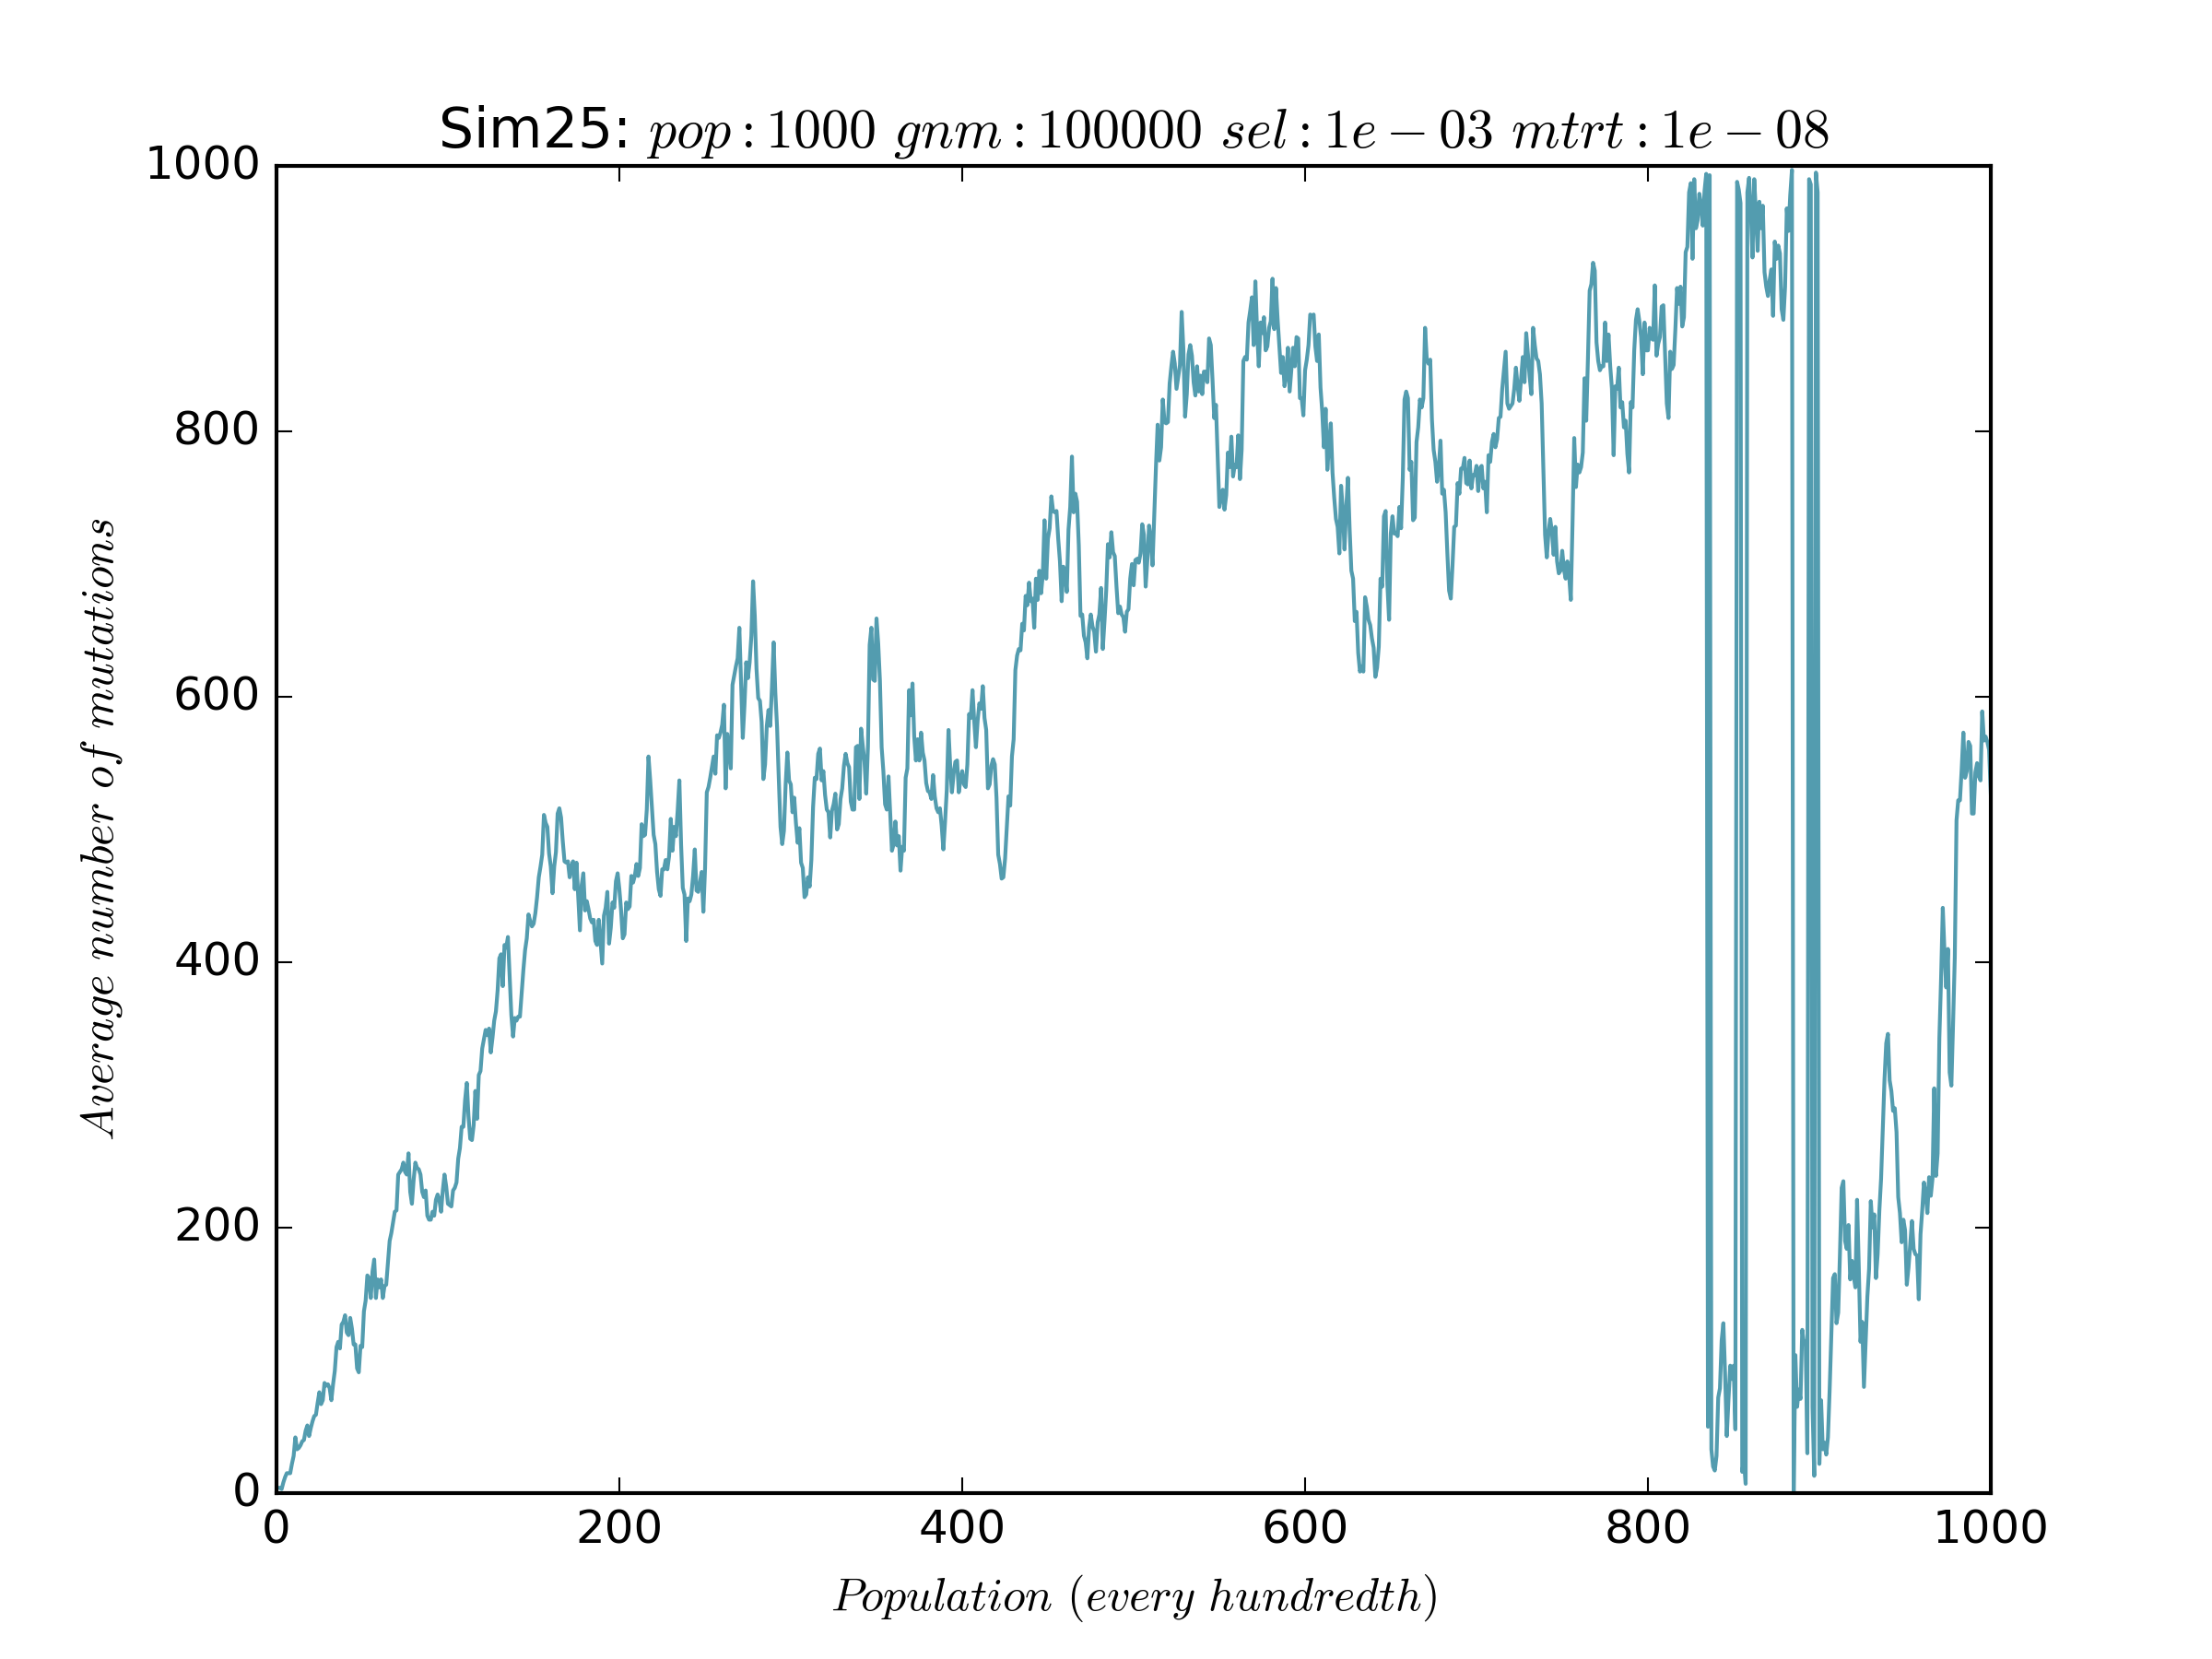 Sim25: pop : 1000 gnm : 100000 sel : 1e − 03 mtrt : 1e − 08
1000
800
600
400
200
0
Average number of mutations
0 200 400 600 800 1000
Population (every hundredth)